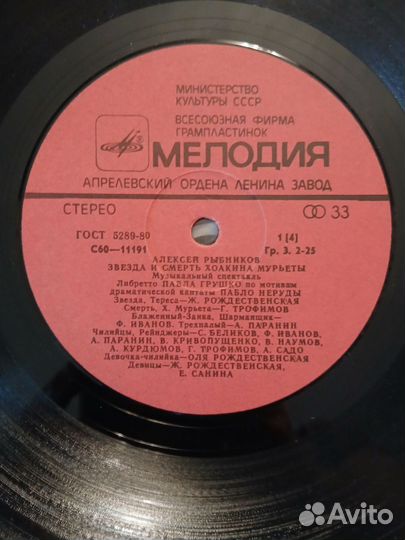 МИНИСТЕРСТВО
КУЛЬТУРЫ СССР
ВСЕСОЮЗНАЯ ФИРМА
ГРАМПЛАСТИНОК
МЕЛОДИЯ
АПРЕЛЕВСКИЙ ОРДЕНА ЛЕНИНА ЗАВОД
СТЕРЕО 33
ГОСТ 5289-80 1 [4]
С60—11191 Гр. 3. 2-25
АЛЕКСЕЙ РЫБНИКОВ
ЗВЕЗДА И СМЕРТЬ ХОАКИНА МУРЬЕТЫ
Музыкальный спектакль
Либретто ПАВЛА ГРУШКО по мотивам
драматической кантаты ПАБЛО НЕРУДЫ
Звезда, Тереса—Ж. РОЖДЕСТВЕНСКАЯ
Смерть, Х. Мурьета—Г. ТРОФИМОВ
Блаженный-Заика, Шарманщик—
Ф. ИВАНОВ. Трехпалый—А. ПАРАНИН
Чилийцы, Рейнджеры—С. БЕЛИКОВ, Ф. ИВАНОВ,
А. ПАРАНИН, В. КРИВОПУЩЕНКО, В. НАУМОВ,
А. КУРДЮМОВ, Г. ТРОФИМОВ, А. САДО
Девочка-чилийка—ОЛЯ РОЖДЕСТВЕНСКАЯ
Девицы—Ж. РОЖДЕСТВЕНСКАЯ,
Е. САНИНА
Avito